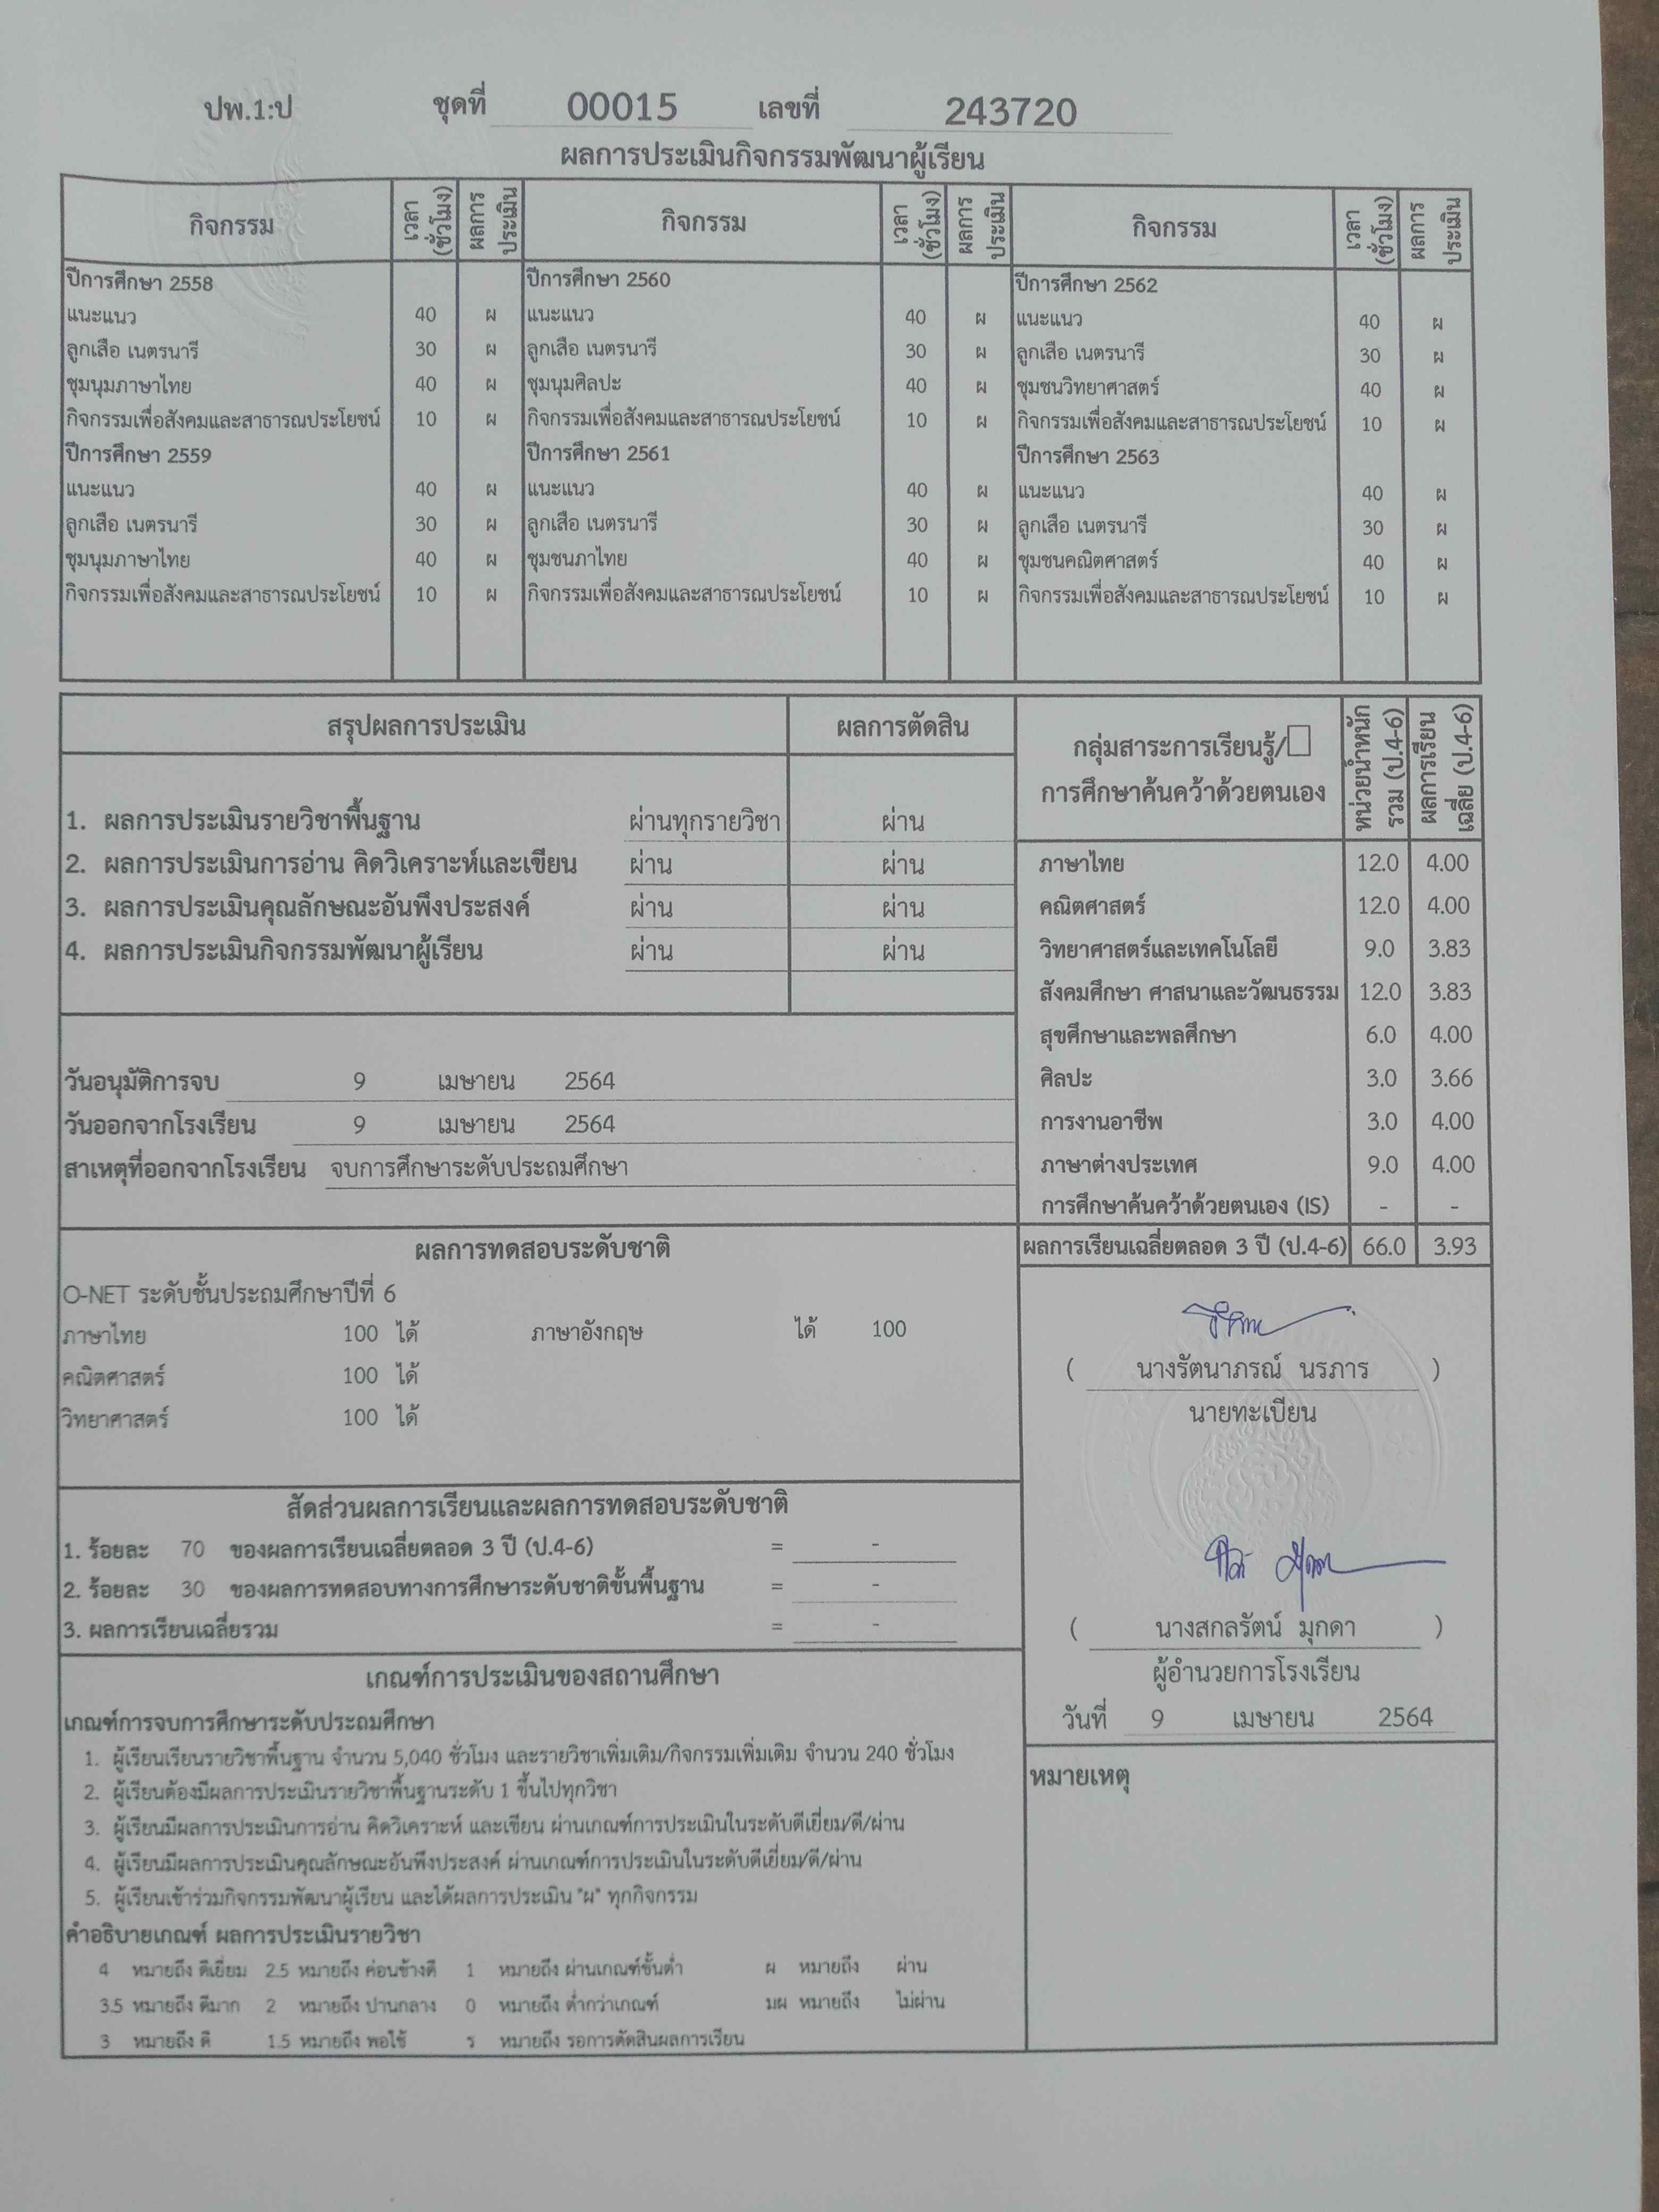 ปพ.1:ป ชุดที่ 00015 เลขที่ 243720
ผลการประเมินกิจกรรมพัฒนาผู้เรียน
กิจกรรม เวลา (ชั่วโมง) ผลการประเมิน กิจกรรม เวลา (ชั่วโมง) ผลการประเมิน กิจกรรม เวลา (ชั่วโมง) ผลการประเมิน
ปีการศึกษา 2558 ปีการศึกษา 2560 ปีการศึกษา 2562
แนะแนว 40 ผ แนะแนว 40 ผ แนะแนว 40 ผ
ลูกเสือ เนตรนารี 30 ผ ลูกเสือ เนตรนารี 30 ผ ลูกเสือ เนตรนารี 30 ผ
ชุมนุมภาษาไทย 40 ผ ชุมนุมศิลปะ 40 ผ ชุมชนวิทยาศาสตร์ 40 ผ
กิจกรรมเพื่อสังคมและสาธารณประโยชน์ 10 ผ กิจกรรมเพื่อสังคมและสาธารณประโยชน์ 10 ผ กิจกรรมเพื่อสังคมและสาธารณประโยชน์ 10 ผ
ปีการศึกษา 2559 ปีการศึกษา 2561 ปีการศึกษา 2563
แนะแนว 40 ผ แนะแนว 40 ผ แนะแนว 40 ผ
ลูกเสือ เนตรนารี 30 ผ ลูกเสือ เนตรนารี 30 ผ ลูกเสือ เนตรนารี 30 ผ
ชุมนุมภาษาไทย 40 ผ ชุมชนภาไทย 40 ผ ชุมชนคณิตศาสตร์ 40 ผ
กิจกรรมเพื่อสังคมและสาธารณประโยชน์ 10 ผ กิจกรรมเพื่อสังคมและสาธารณประโยชน์ 10 ผ กิจกรรมเพื่อสังคมและสาธารณประโยชน์ 10 ผ
สรุปผลการประเมิน ผลการตัดสิน
1. ผลการประเมินรายวิชาพื้นฐาน ผ่านทุกรายวิชา ผ่าน
2. ผลการประเมินการอ่าน คิดวิเคราะห์และเขียน ผ่าน ผ่าน
3. ผลการประเมินคุณลักษณะอันพึงประสงค์ ผ่าน ผ่าน
4. ผลการประเมินกิจกรรมพัฒนาผู้เรียน ผ่าน ผ่าน
วันอนุมัติการจบ 9 เมษายน 2564
วันออกจากโรงเรียน 9 เมษายน 2564
สาเหตุที่ออกจากโรงเรียน จบการศึกษาระดับประถมศึกษา
กลุ่มสาระการเรียนรู้/
การศึกษาค้นคว้าด้วยตนเอง
หน่วยน้ำหนัก รวม (ป.4-6) ผลการเรียน เฉลี่ย (ป.4-6)
ภาษาไทย 12.0 4.00
คณิตศาสตร์ 12.0 4.00
วิทยาศาสตร์และเทคโนโลยี 9.0 3.83
สังคมศึกษา ศาสนาและวัฒนธรรม 12.0 3.83
สุขศึกษาและพลศึกษา 6.0 4.00
ศิลปะ 3.0 3.66
การงานอาชีพ 3.0 4.00
ภาษาต่างประเทศ 9.0 4.00
การศึกษาค้นคว้าด้วยตนเอง (IS) - -
ผลการเรียนเฉลี่ยตลอด 3 ปี (ป.4-6) 66.0 3.93
ผลการทดสอบระดับชาติ
O-NET ระดับชั้นประถมศึกษาปีที่ 6
ภาษาไทย 100 ได้ ภาษาอังกฤษ ได้ 100
คณิตศาสตร์ 100 ได้
วิทยาศาสตร์ 100 ได้
สัดส่วนผลการเรียนและผลการทดสอบระดับชาติ
1. ร้อยละ 70 ของผลการเรียนเฉลี่ยตลอด 3 ปี (ป.4-6) = -
2. ร้อยละ 30 ของผลการทดสอบทางการศึกษาระดับชาติขั้นพื้นฐาน = -
3. ผลการเรียนเฉลี่ยรวม = -
( นางรัตนาภรณ์ นรภาร )
นายทะเบียน
( นางสกลรัตน์ มุกดา )
ผู้อำนวยการโรงเรียน
วันที่ 9 เมษายน 2564
หมายเหตุ
เกณฑ์การประเมินของสถานศึกษา
เกณฑ์การจบการศึกษาระดับประถมศึกษา
1. ผู้เรียนเรียนรายวิชาพื้นฐาน จำนวน 5,040 ชั่วโมง และรายวิชาเพิ่มเติม/กิจกรรมเพิ่มเติม จำนวน 240 ชั่วโมง
2. ผู้เรียนต้องมีผลการประเมินรายวิชาพื้นฐานระดับ 1 ขึ้นไปทุกวิชา
3. ผู้เรียนมีผลการประเมินการอ่าน คิดวิเคราะห์ และเขียน ผ่านเกณฑ์การประเมินในระดับดีเยี่ยม/ดี/ผ่าน
4. ผู้เรียนมีผลการประเมินคุณลักษณะอันพึงประสงค์ ผ่านเกณฑ์การประเมินในระดับดีเยี่ยม/ดี/ผ่าน
5. ผู้เรียนเข้าร่วมกิจกรรมพัฒนาผู้เรียน และได้ผลการประเมิน "ผ" ทุกกิจกรรม
คำอธิบายเกณฑ์ ผลการประเมินรายวิชา
4 หมายถึง ดีเยี่ยม 2.5 หมายถึง ค่อนข้างดี 1 หมายถึง ผ่านเกณฑ์ขั้นต่ำ ผ หมายถึง ผ่าน
3.5 หมายถึง ดีมาก 2 หมายถึง ปานกลาง 0 หมายถึง ต่ำกว่าเกณฑ์ มผ หมายถึง ไม่ผ่าน
3 หมายถึง ดี 1.5 หมายถึง พอใช้ ร หมายถึง รอการตัดสินผลการเรียน